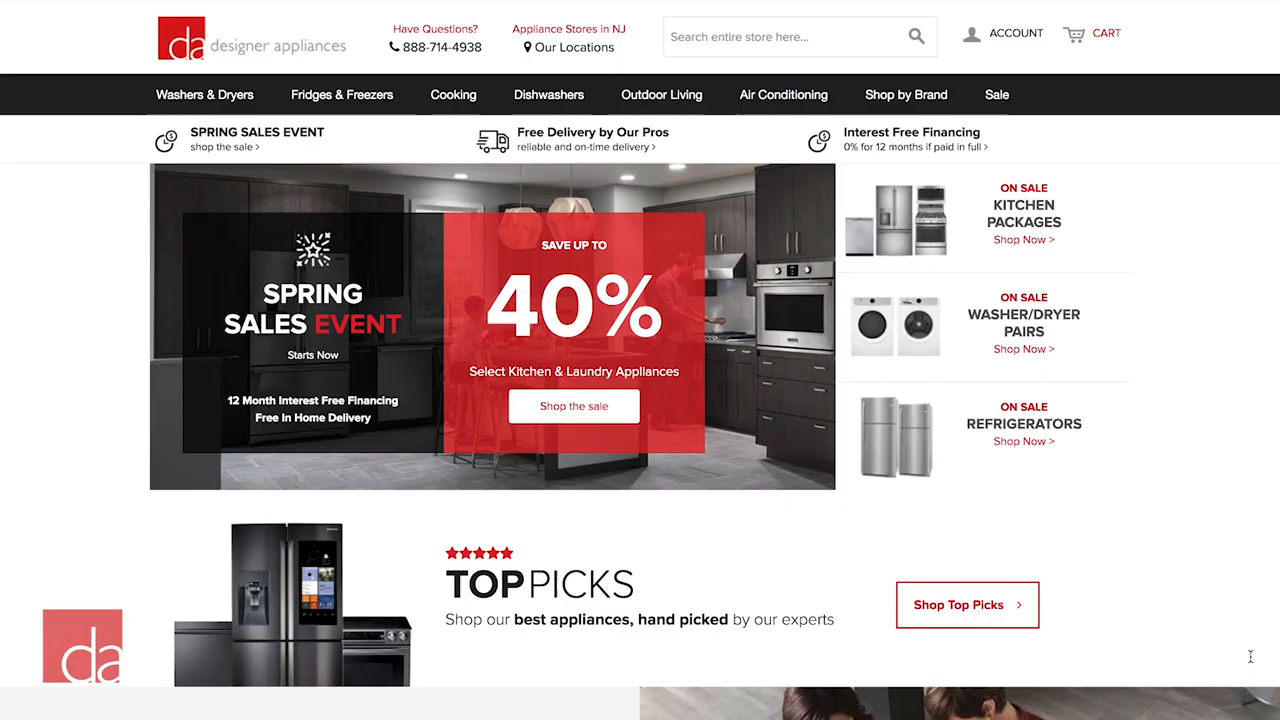 da designer appliances
Have Questions?
888-714-4938
Appliance Stores in NJ
Our Locations
Search entire store here...
ACCOUNT
CART
Washers & Dryers
Fridges & Freezers
Cooking
Dishwashers
Outdoor Living
Air Conditioning
Shop by Brand
Sale
SPRING SALES EVENT
shop the sale >
Free Delivery by Our Pros
reliable and on-time delivery >
Interest Free Financing
0% for 12 months if paid in full >
SPRING
SALES EVENT
Starts Now
12 Month Interest Free Financing
Free In Home Delivery
SAVE UP TO
40%
Select Kitchen & Laundry Appliances
Shop the sale
ON SALE
KITCHEN
PACKAGES
Shop Now >
ON SALE
WASHER/DRYER
PAIRS
Shop Now >
ON SALE
REFRIGERATORS
Shop Now >
TOP PICKS
Shop our best appliances, hand picked by our experts
Shop Top Picks >
da